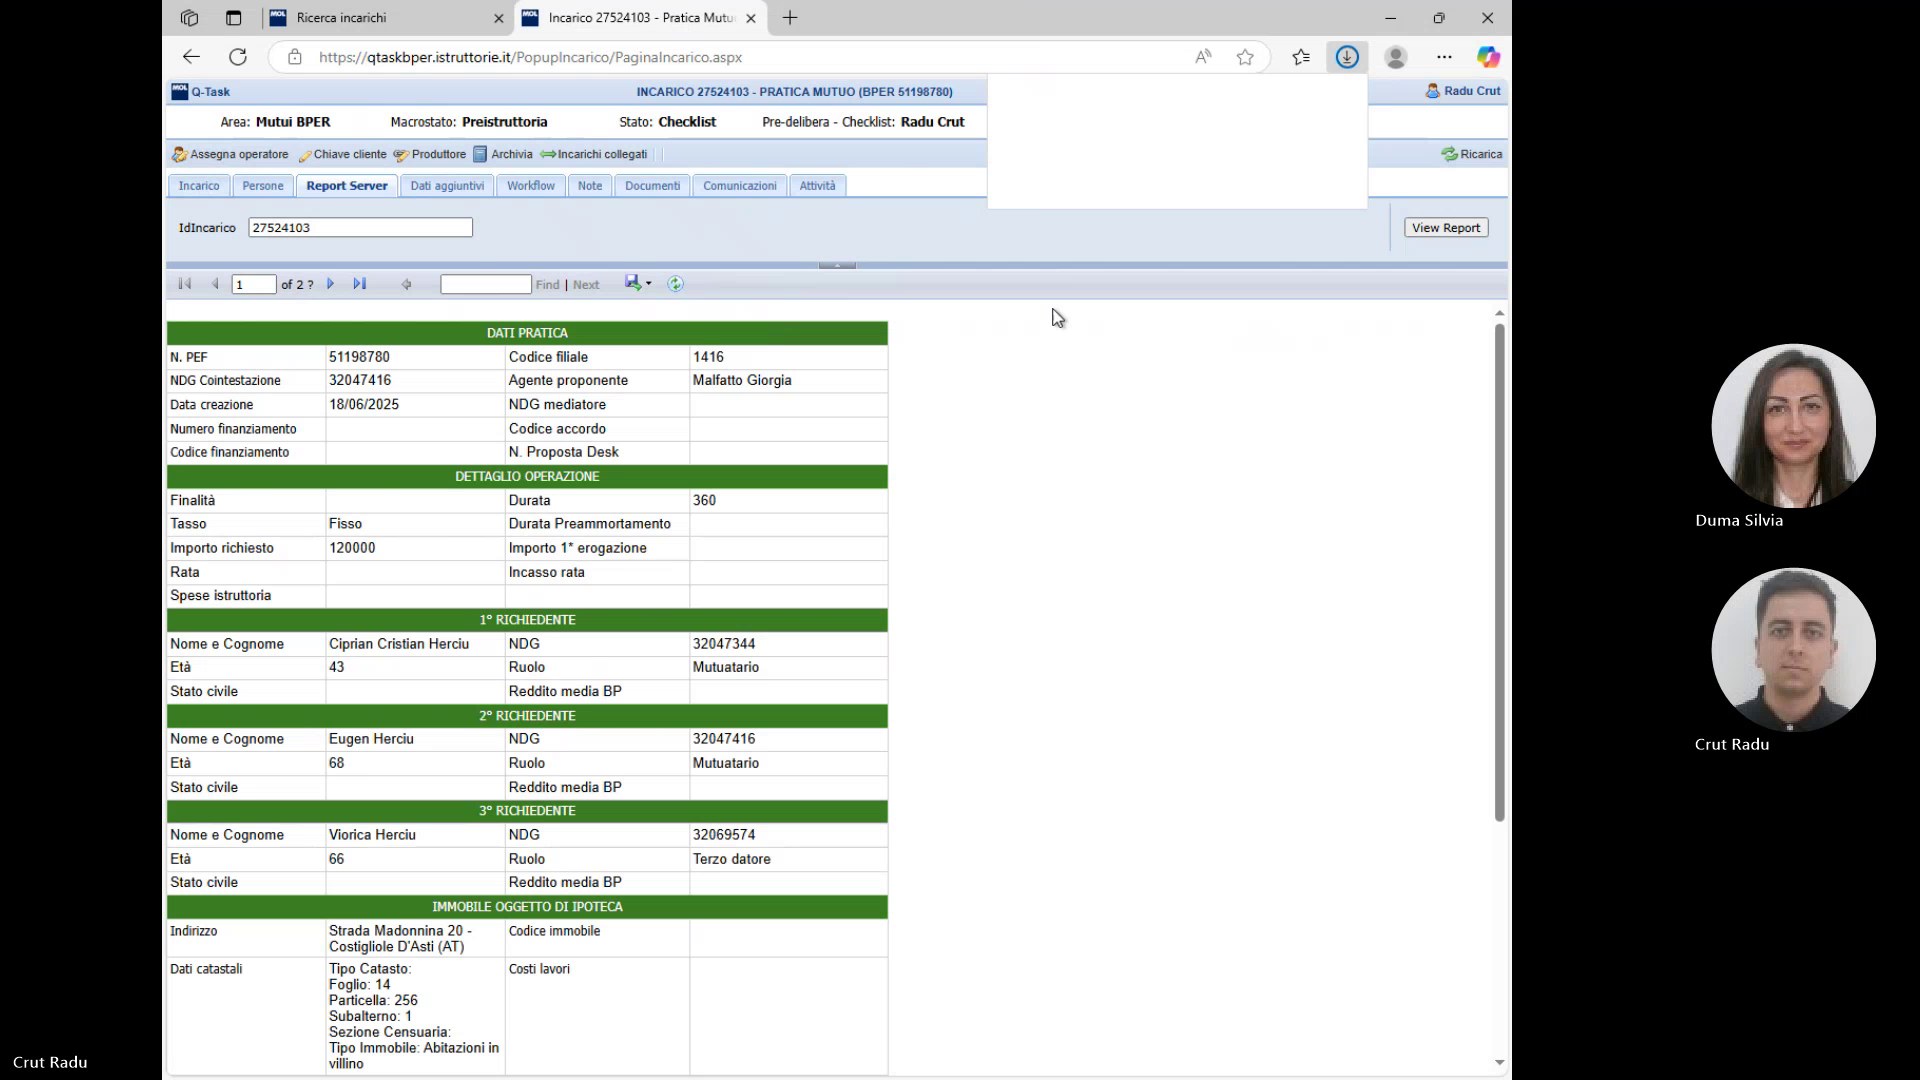 Ricerca incarichi
Incarico 27524103 - Pratica Mutu
https://qtaskbper.istruttorie.it/PopupIncarico/PaginaIncarico.aspx
MOL Q-Task INCARICO 27524103 - PRATICA MUTUO (BPER 51198780) Radu Crut
Area: Mutui BPER Macrostato: Preistruttoria Stato: Checklist Pre-delibera - Checklist: Radu Crut
Assegna operatore Chiave cliente Produttore Archivia Incarichi collegati Ricarica
Incarico Persone Report Server Dati aggiuntivi Workflow Note Documenti Comunicazioni Attività
IdIncarico 27524103 View Report
1 of 2 ? Find | Next
DATI PRATICA
N. PEF 51198780 Codice filiale 1416
NDG Cointestazione 32047416 Agente proponente Malfatto Giorgia
Data creazione 18/06/2025 NDG mediatore
Numero finanziamento Codice accordo
Codice finanziamento N. Proposta Desk
DETTAGLIO OPERAZIONE
Finalità Durata 360
Tasso Fisso Durata Preammortamento
Importo richiesto 120000 Importo 1* erogazione
Rata Incasso rata
Spese istruttoria
1° RICHIEDENTE
Nome e Cognome Ciprian Cristian Herciu NDG 32047344
Età 43 Ruolo Mutuatario
Stato civile Reddito media BP
2° RICHIEDENTE
Nome e Cognome Eugen Herciu NDG 32047416
Età 68 Ruolo Mutuatario
Stato civile Reddito media BP
3° RICHIEDENTE
Nome e Cognome Viorica Herciu NDG 32069574
Età 66 Ruolo Terzo datore
Stato civile Reddito media BP
IMMOBILE OGGETTO DI IPOTECA
Indirizzo Strada Madonnina 20 - Codice immobile
Costigliole D'Asti (AT)
Dati catastali Tipo Catasto: Costi lavori
Foglio: 14
Particella: 256
Subalterno: 1
Sezione Censuaria:
Tipo Immobile: Abitazioni in
villino
Duma Silvia
Crut Radu
Crut Radu